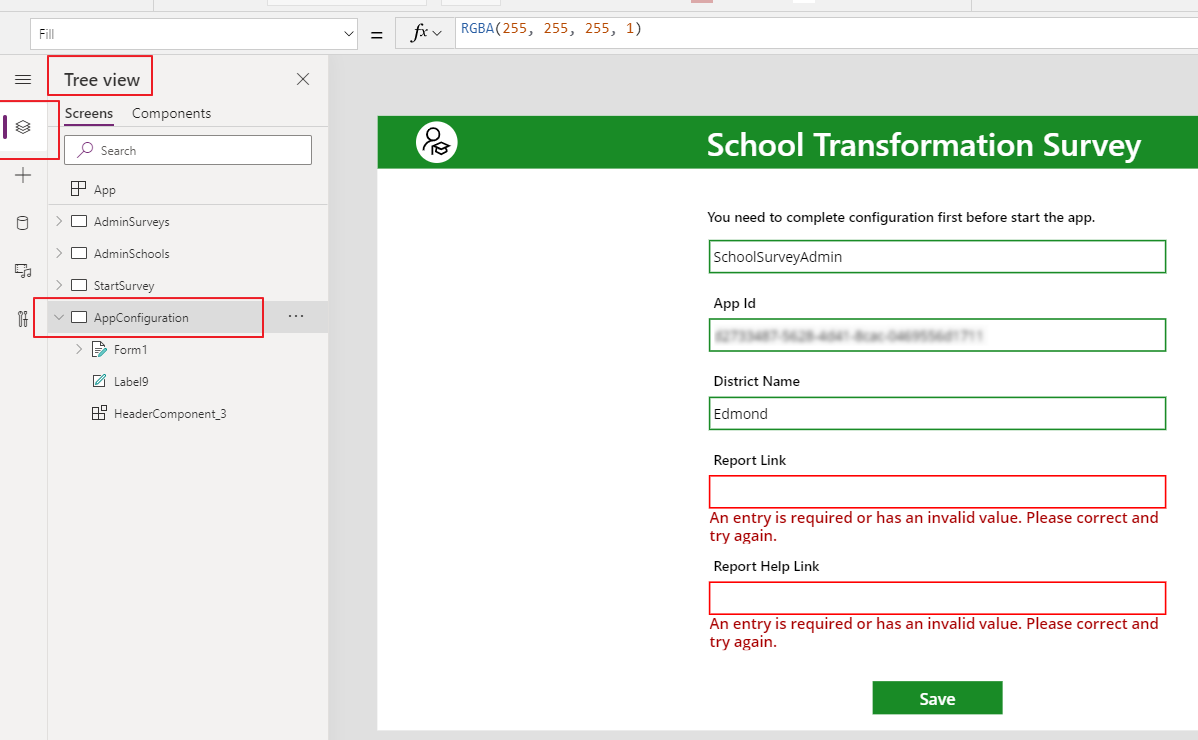 Fill
=
fx
RGBA(255, 255, 255, 1)
Tree view
Screens
Components
Search
App
AdminSurveys
AdminSchools
StartSurvey
AppConfiguration
...
Form1
Label9
HeaderComponent_3
School Transformation Survey
You need to complete configuration first before start the app.
SchoolSurveyAdmin
App Id
District Name
Edmond
Report Link
An entry is required or has an invalid value. Please correct and
try again.
Report Help Link
An entry is required or has an invalid value. Please correct and
try again.
Save